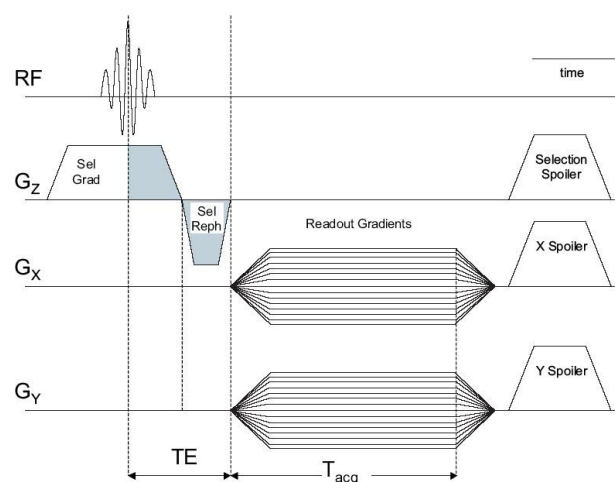 RF
time
Sel
Grad
Selection
Spoiler
G_Z
Sel
Reph
Readout Gradients
X Spoiler
G_X
Y Spoiler
G_Y
TE
T_acq